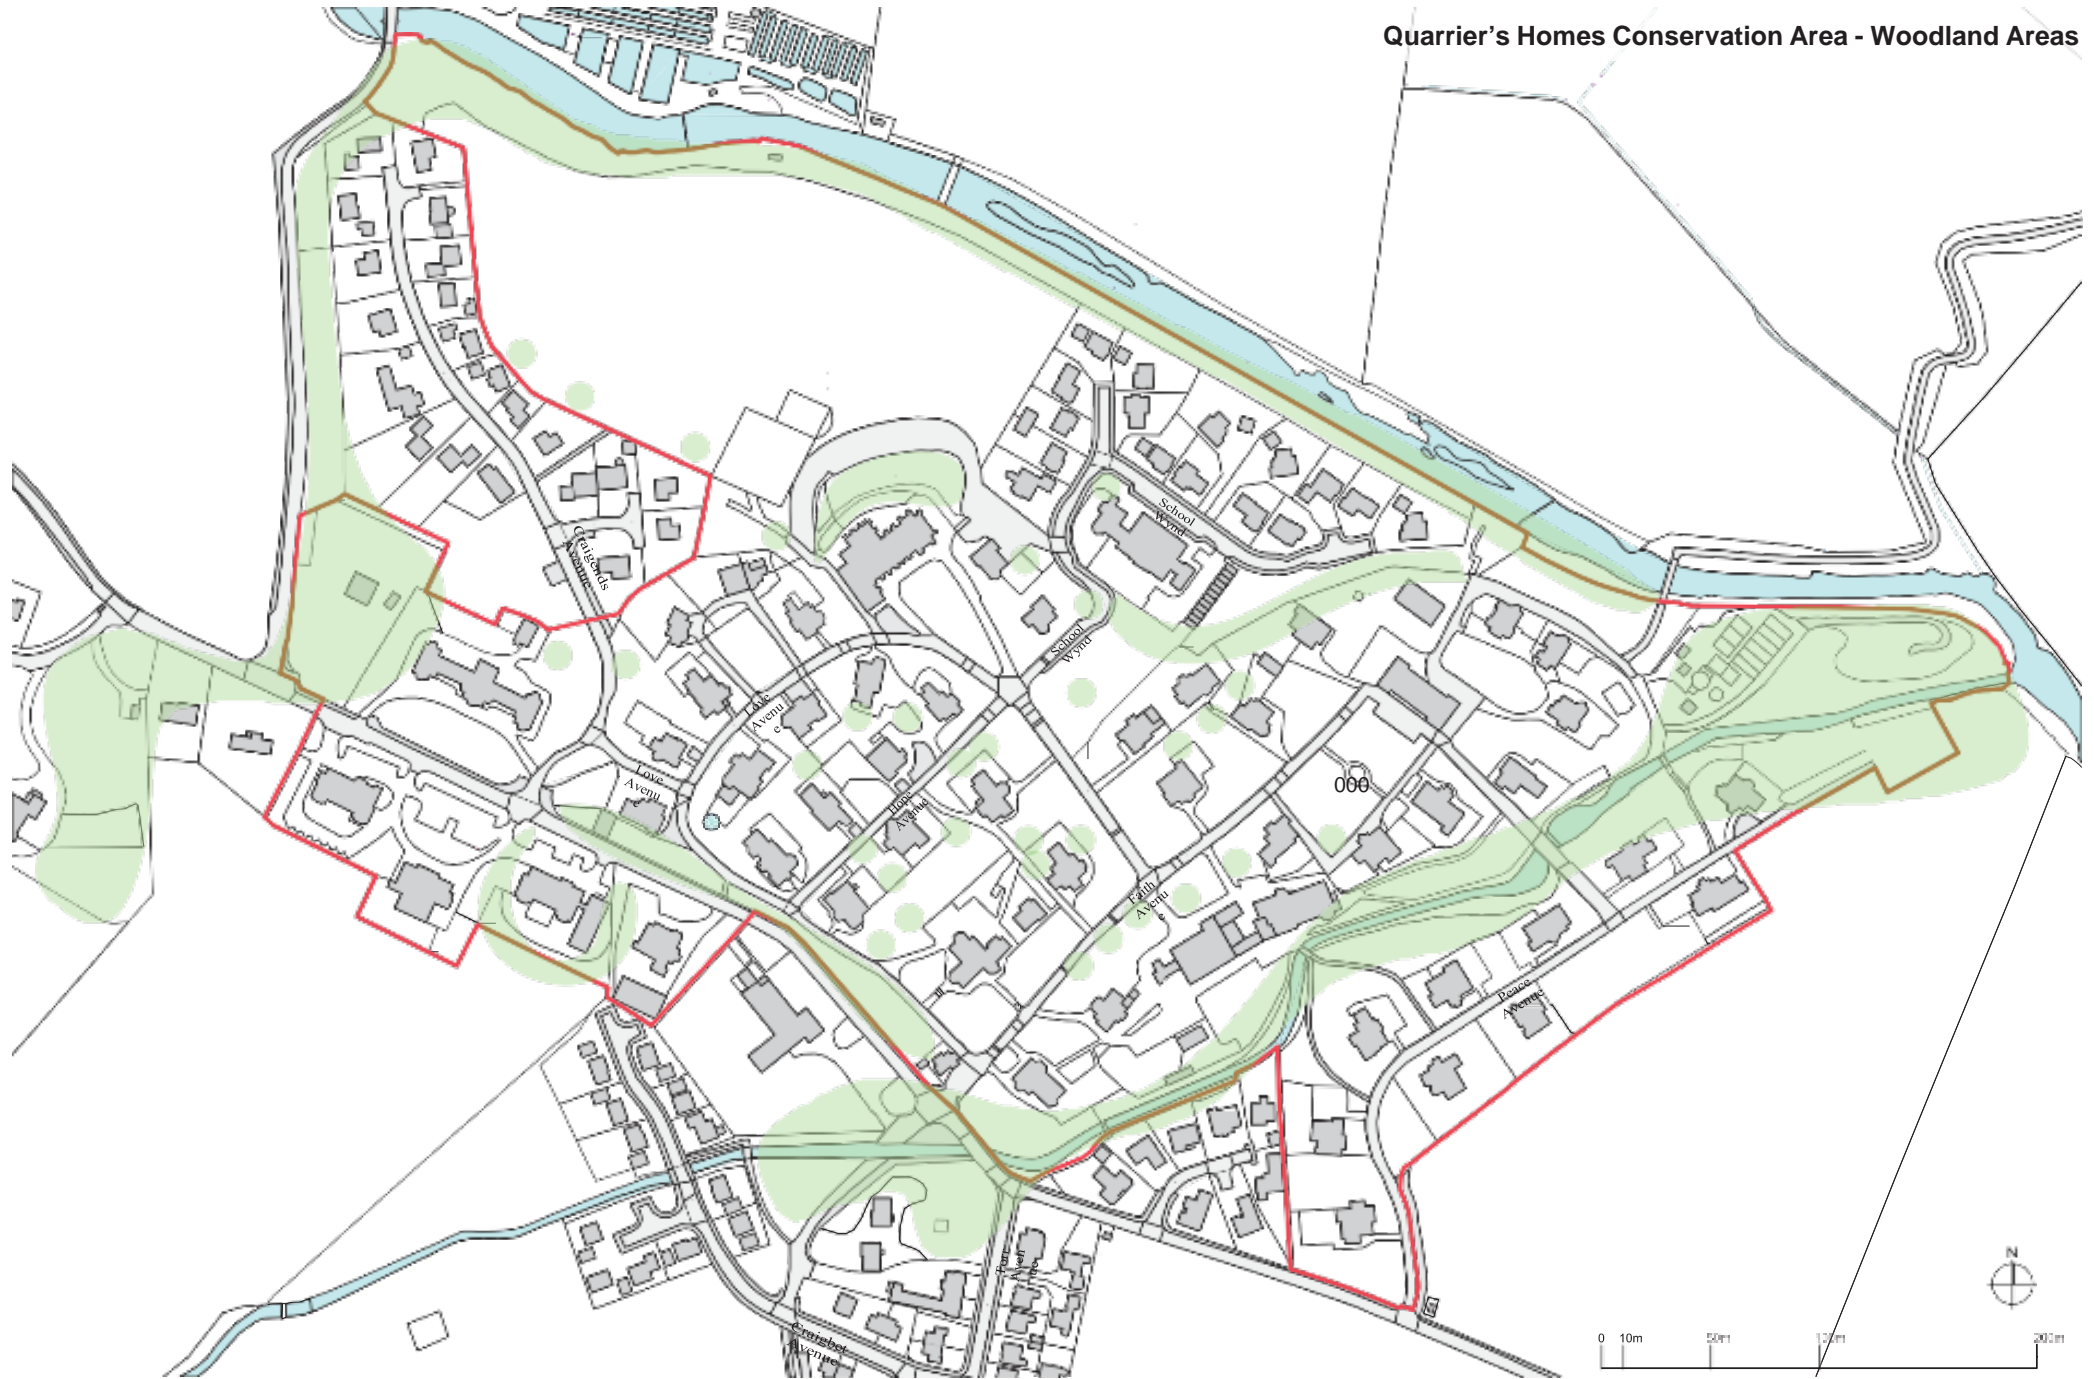 Quarrier's Homes Conservation Area - Woodland Areas
School
Wynd
Craigends
Avenue
School
Wynd
Love
Avenu
e
Love
Avenu
e
000
Hope
Avenue
Faith
Avenu
e
Peace
Avenue
Craigbet
Avenue
N
0 10m 50m 100m 200m